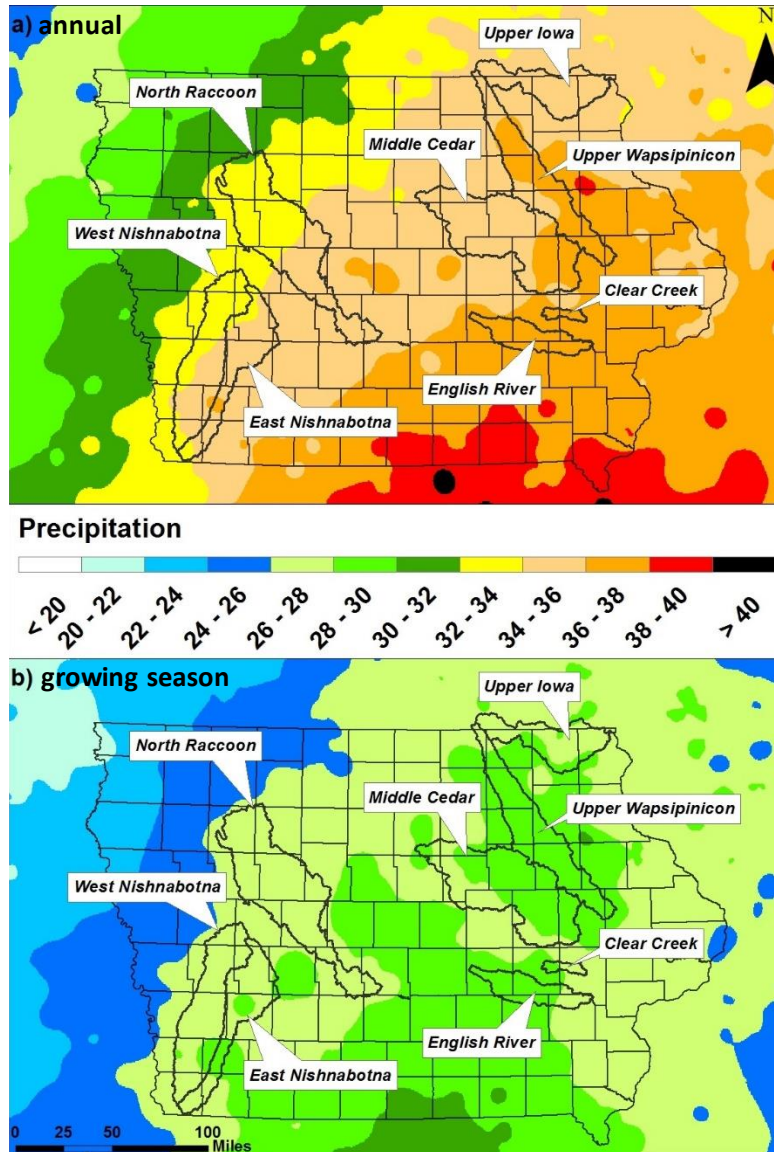 a) annual
N
Upper Iowa
North Raccoon
Middle Cedar
Upper Wapsipinicon
West Nishnabotna
Clear Creek
English River
East Nishnabotna
Precipitation
< 20
20 - 22
22 - 24
24 - 26
26 - 28
28 - 30
30 - 32
32 - 34
34 - 36
36 - 38
38 - 40
> 40
b) growing season
Upper Iowa
North Raccoon
Middle Cedar
Upper Wapsipinicon
West Nishnabotna
Clear Creek
English River
East Nishnabotna
0 25 50 100
Miles